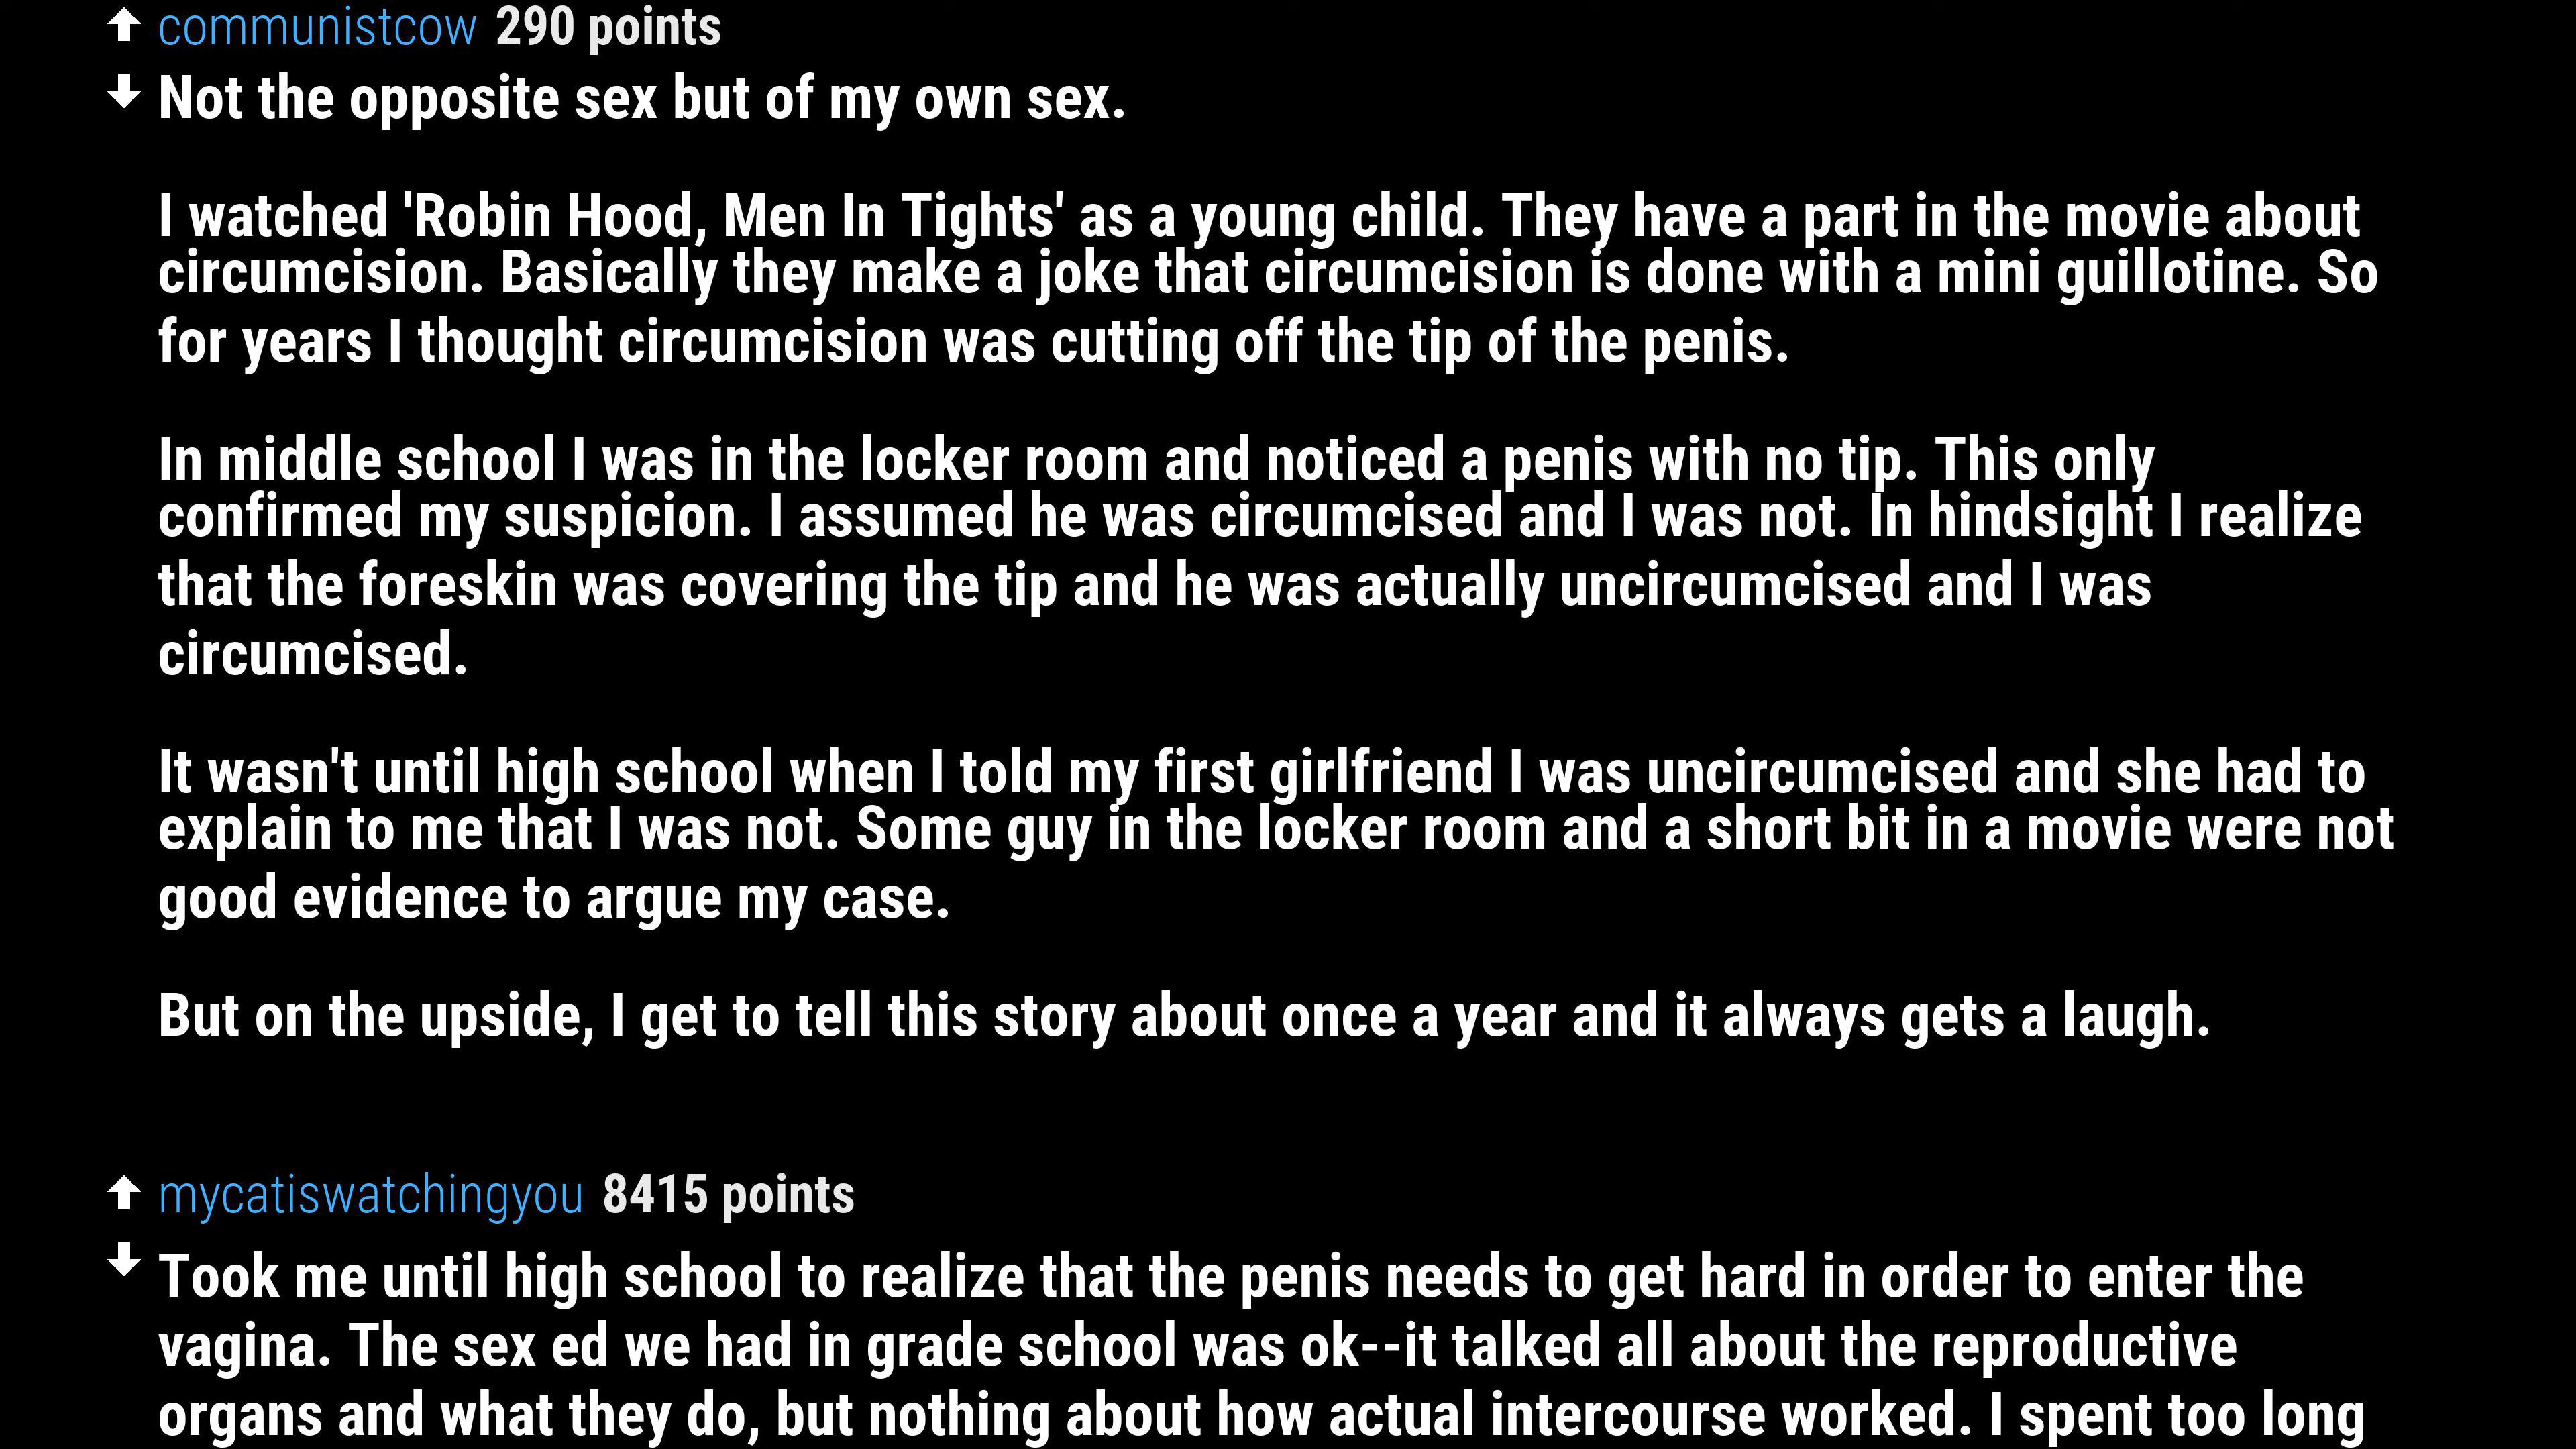 communistcow 290 points
Not the opposite sex but of my own sex.
I watched 'Robin Hood, Men In Tights' as a young child. They have a part in the movie about
circumcision. Basically they make a joke that circumcision is done with a mini guillotine. So
for years I thought circumcision was cutting off the tip of the penis.
In middle school I was in the locker room and noticed a penis with no tip. This only
confirmed my suspicion. I assumed he was circumcised and I was not. In hindsight I realize
that the foreskin was covering the tip and he was actually uncircumcised and I was
circumcised.
It wasn't until high school when I told my first girlfriend I was uncircumcised and she had to
explain to me that I was not. Some guy in the locker room and a short bit in a movie were not
good evidence to argue my case.
But on the upside, I get to tell this story about once a year and it always gets a laugh.
mycatiswatchingyou 8415 points
Took me until high school to realize that the penis needs to get hard in order to enter the
vagina. The sex ed we had in grade school was ok--it talked all about the reproductive
organs and what they do, but nothing about how actual intercourse worked. I spent too long